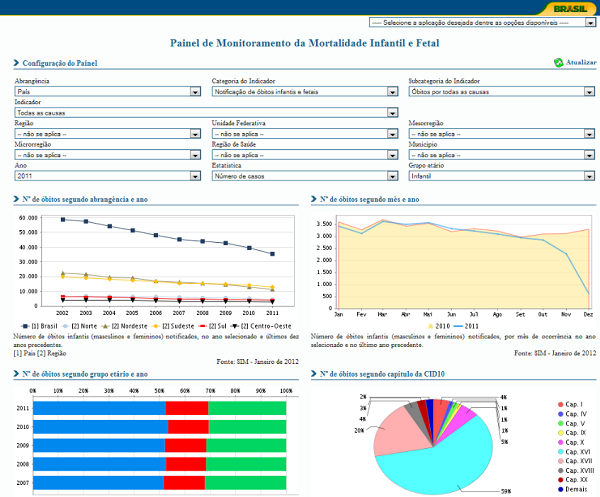 BRASIL
---- Selecione a aplicação desejada dentre as opções disponíveis ----
Painel de Monitoramento da Mortalidade Infantil e Fetal
Configuração do Painel
Atualizar
Abrangência Categoria do Indicador Subcategoria do Indicador
País Notificação de óbitos infantis e fetais Óbitos por todas as causas
Indicador
Todas as causas
Região Unidade Federativa Mesorregião
-- não se aplica -- -- não se aplica -- -- não se aplica --
Microrregião Região de Saúde Município
-- não se aplica -- -- não se aplica -- -- não se aplica --
Ano Estatística Grupo etário
2011 Número de casos Infantil
Nº de óbitos segundo abrangência e ano
60.000
50.000
40.000
30.000
20.000
10.000
0
2002 2003 2004 2005 2006 2007 2008 2009 2010 2011
[1] Brasil [2] Norte [2] Nordeste [2] Sudeste [2] Sul [2] Centro-Oeste
Número de óbitos infantis (masculinos e femininos) notificados, no ano selecionado e últimos dez
anos precedentes.
[1] País [2] Região
Fonte: SIM - Janeiro de 2012
Nº de óbitos segundo mês e ano
3.500
3.000
2.500
2.000
1.500
1.000
500
0
Jan Fev Mar Abr Mai Jun Jul Ago Set Out Nov Dez
2010 2011
Número de óbitos infantis (masculinos e femininos) notificados, por mês de ocorrência no ano
selecionado e no último ano precedente.
Fonte: SIM - Janeiro de 2012
Nº de óbitos segundo grupo etário e ano
0% 10% 20% 30% 40% 50% 60% 70% 80% 90% 100%
2011
2010
2009
2008
2007
Nº de óbitos segundo capítulo da CID10
2%
3%
4%
20%
4%
1%
1%
1%
5%
59%
Cap. I
Cap. IV
Cap. V
Cap. IX
Cap. X
Cap. XVI
Cap. XVII
Cap. XVIII
Cap. XX
Demais